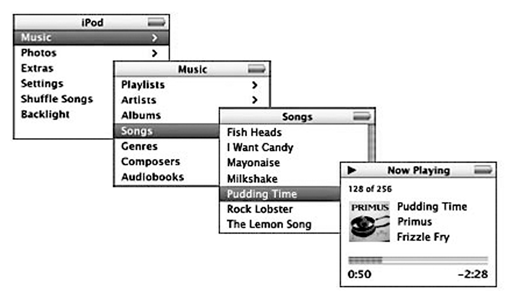 iPod
Music >
Photos >
Extras
Settings
Shuffle Songs
Backlight
Music
Playlists >
Artists >
Albums
Songs
Genres
Composers
Audiobooks
Songs
Fish Heads
I Want Candy
Mayonaise
Milkshake
Pudding Time
Rock Lobster
The Lemon Song
Now Playing
128 of 256
PRIMUS
Pudding Time
Primus
Frizzle Fry
0:50 -2:28